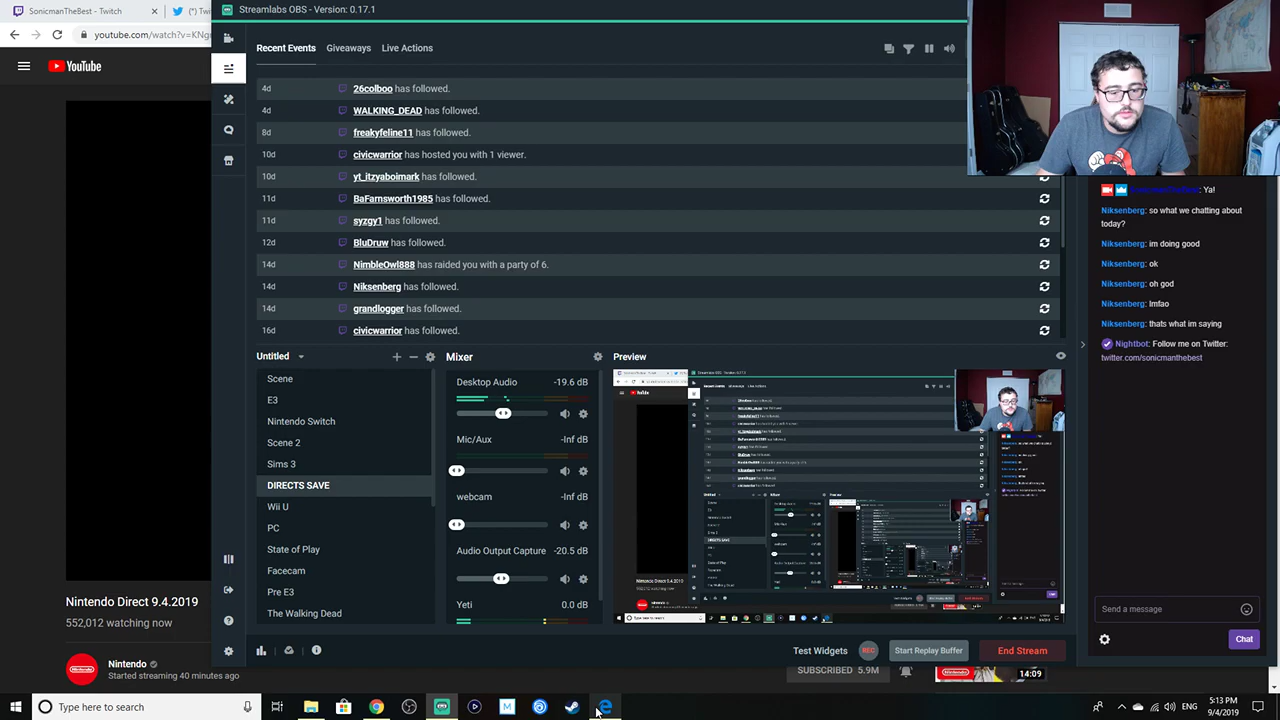 SonicmanTheBest - Twitch
(*) Twi
Streamlabs OBS - Version: 0.17.1
youtube.com/watch?v=KNg
YouTube
Recent Events
Giveaways
Live Actions
4d 26colboo has followed.
4d WALKING_DEAD has followed.
8d freakyfeline11 has followed.
10d civicwarrior has hosted you with 1 viewer.
10d yt_itzyaboimark has followed.
11d BaFarnsworth1985 has followed.
11d syzgy1 has followed.
12d BluDruw has followed.
14d NimbleOwl888 has raided you with a party of 6.
14d Niksenberg has followed.
14d grandlogger has followed.
16d civicwarrior has followed.
Ya!
Niksenberg: so what we chatting about
today?
Niksenberg: im doing good
Niksenberg: ok
Niksenberg: oh god
Niksenberg: lmfao
Niksenberg: thats what im saying
Nightbot: Follow me on Twitter:
twitter.com/sonicmanthebest
Untitled
Scene
E3
Nintendo Switch
Scene 2
Sims 3
DIRECT SAVE
Wii U
PC
State of Play
Facecam
Pre Show
The Walking Dead
Mixer
Desktop Audio -19.6 dB
Mic/Aux -Inf dB
webcam -Inf dB
Audio Output Capture -20.5 dB
Yeti 0.0 dB
Preview
Send a message
Chat
Test Widgets
REC
Start Replay Buffer
End Stream
Nintendo Direct 9.4.2019
552,012 watching now
Nintendo
Started streaming 40 minutes ago
SUBSCRIBED 5.9M
14:09
Type here to search
5:13 PM
9/4/2019